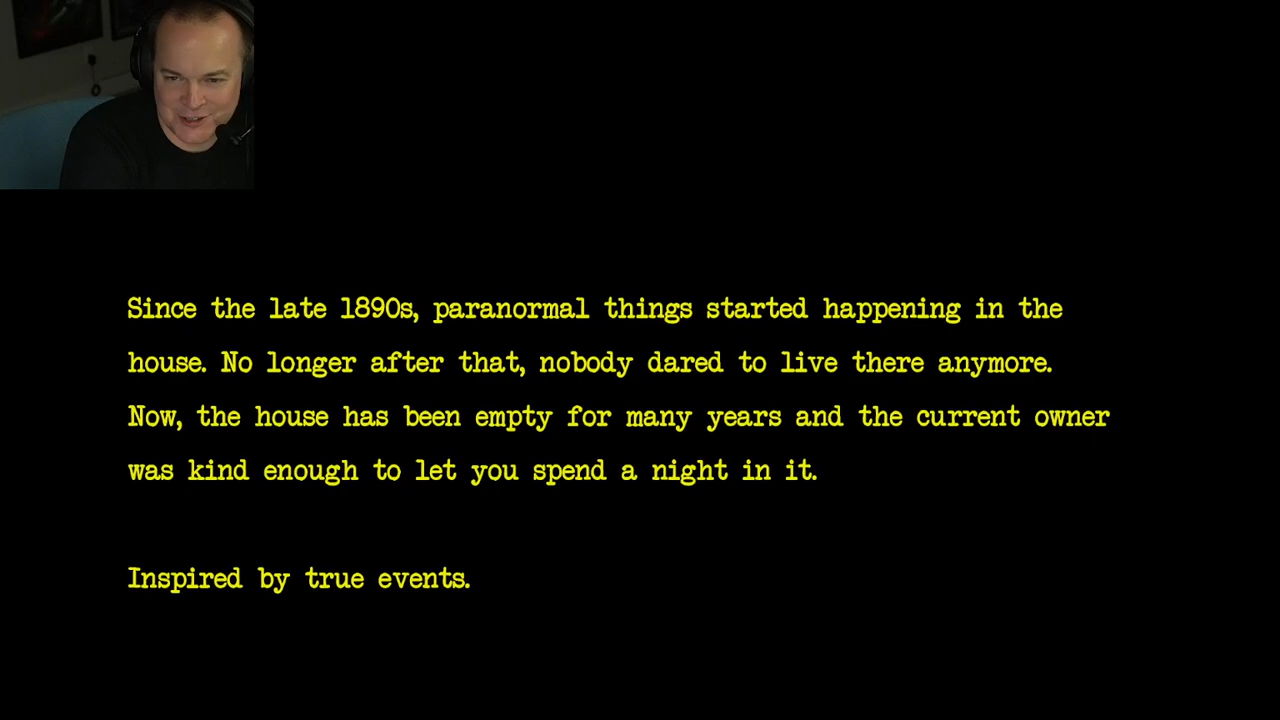 Since the late 1890s, paranormal things started happening in the
house. No longer after that, nobody dared to live there anymore.
Now, the house has been empty for many years and the current owner
was kind enough to let you spend a night in it.
Inspired by true events.